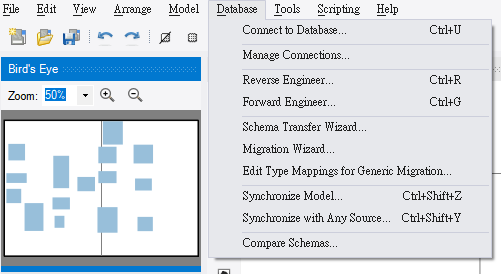 File Edit View Arrange Model Database Tools Scripting Help
Bird's Eye
Zoom: 50%
Connect to Database... Ctrl+U
Manage Connections...
Reverse Engineer... Ctrl+R
Forward Engineer... Ctrl+G
Schema Transfer Wizard...
Migration Wizard...
Edit Type Mappings for Generic Migration...
Synchronize Model... Ctrl+Shift+Z
Synchronize with Any Source... Ctrl+Shift+Y
Compare Schemas...